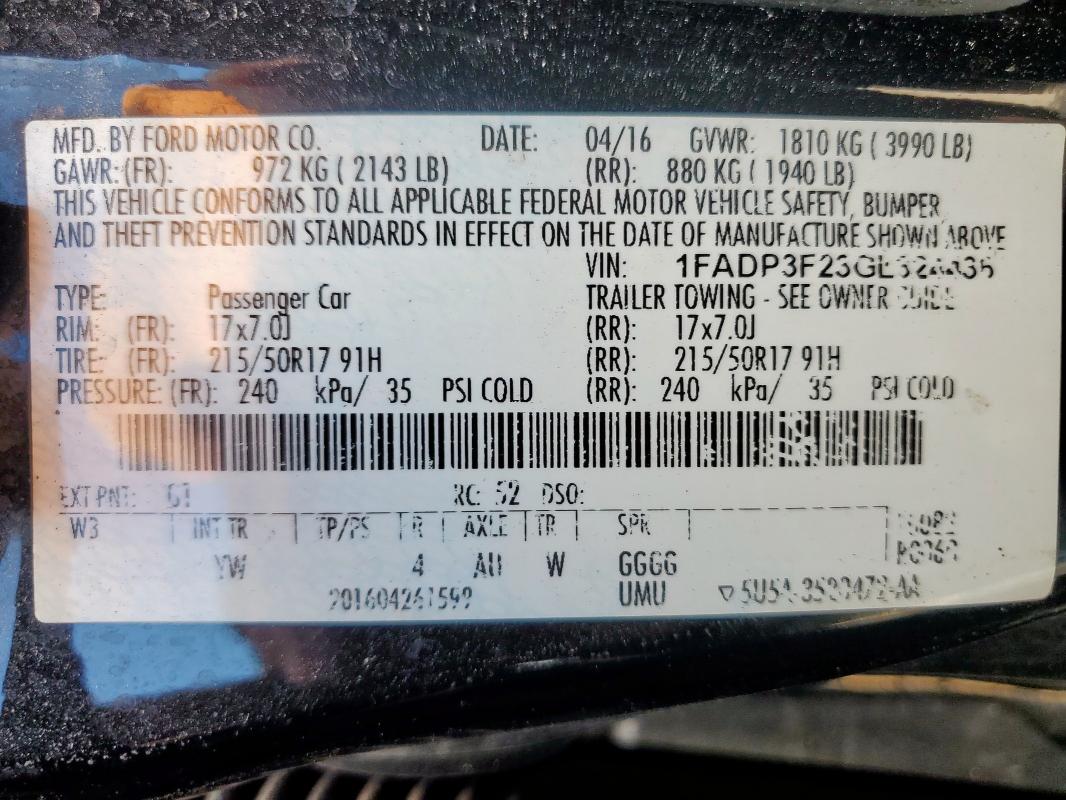 MFD. BY FORD MOTOR CO. DATE: 04/16 GVWR: 1810 KG ( 3990 LB)
GAWR: (FR): 972 KG ( 2143 LB) (RR): 880 KG ( 1940 LB)
THIS VEHICLE CONFORMS TO ALL APPLICABLE FEDERAL MOTOR VEHICLE SAFETY, BUMPER
AND THEFT PREVENTION STANDARDS IN EFFECT ON THE DATE OF MANUFACTURE SHOWN ABOVE
VIN:
TYPE: Passenger Car TRAILER TOWING - SEE OWNER GUIDE
RIM: (FR): 17x7.0J (RR): 17x7.0J
TIRE: (FR): 215/50R17 91H (RR): 215/50R17 91H
PRESSURE: (FR): 240 kPa/ 35 PSI COLD (RR): 240 kPa/ 35 PSI COLD
EXT PNT: G1 RC: 52 DSO:
W3 INT TR TP/PS R AXLE TR SPR
YW 4 AU W GGGG
201604261592 UMU